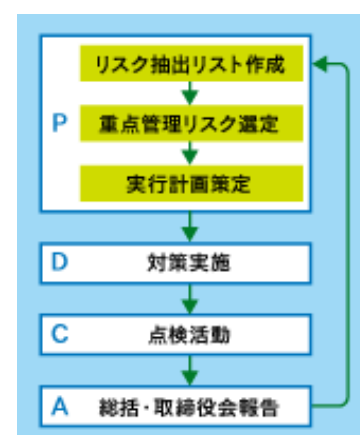 リスク抽出リスト作成
P 重点管理リスク選定
実行計画策定
D 対策実施
C 点検活動
A 総括・取締役会報告